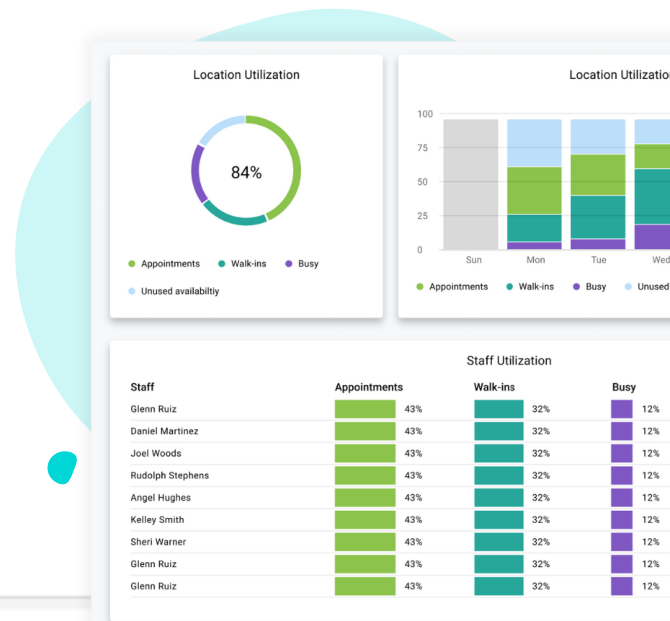 Location Utilization
84%
Appointments Walk-ins Busy
Unused availabiltiy
Location Utilizatio
100
75
50
25
0
Sun Mon Tue Wed
Appointments Walk-ins Busy Unused
Staff Utilization
Staff Appointments Walk-ins Busy
Glenn Ruiz 43% 32% 12%
Daniel Martinez 43% 32% 12%
Joel Woods 43% 32% 12%
Rudolph Stephens 43% 32% 12%
Angel Hughes 43% 32% 12%
Kelley Smith 43% 32% 12%
Sheri Warner 43% 32% 12%
Glenn Ruiz 43% 32% 12%
Glenn Ruiz 43% 32% 12%